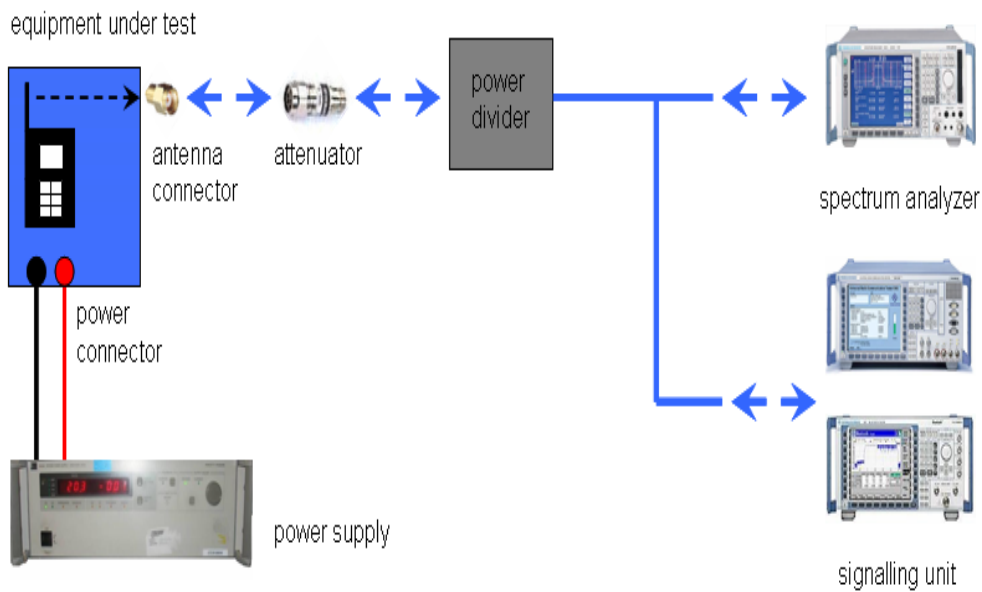 equipment under test
power
divider
antenna
connector
attenuator
spectrum analyzer
power
connector
power supply
signalling unit